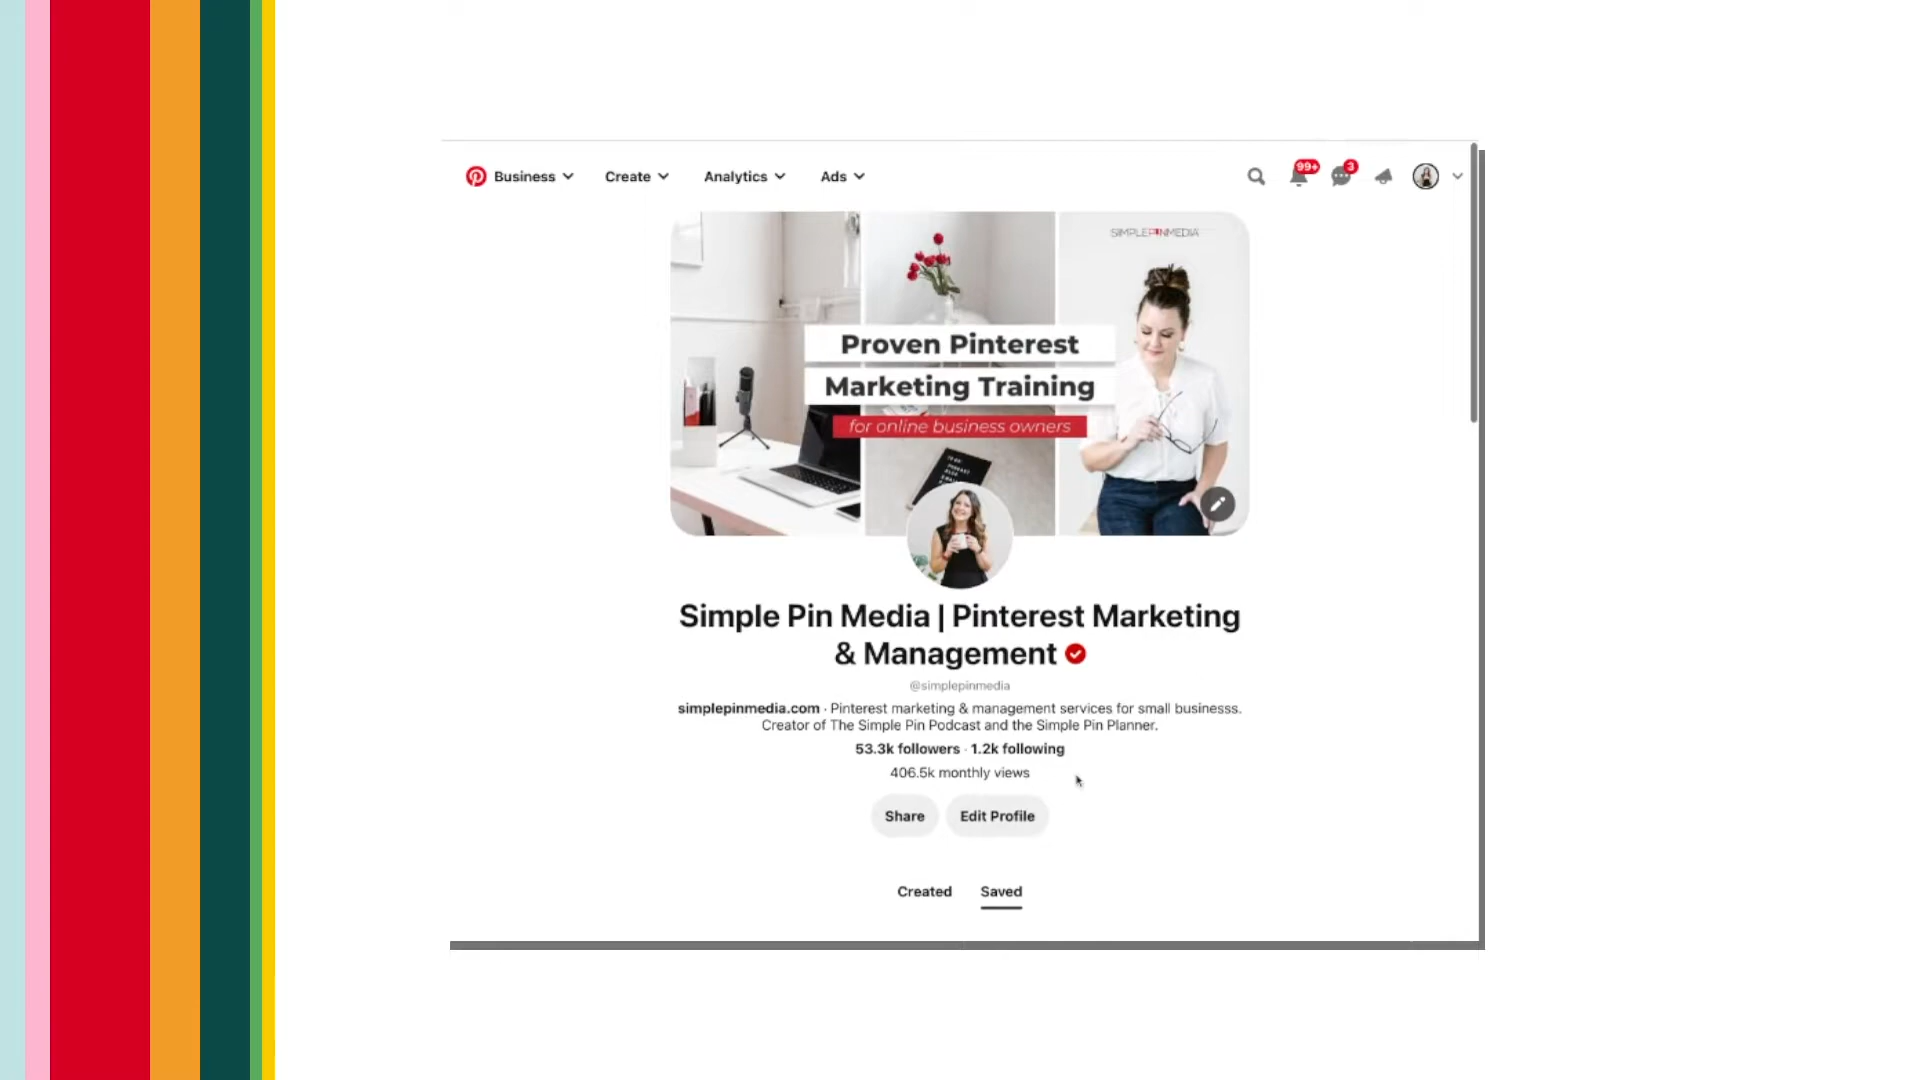 Business Create Analytics Ads 99+ 3
SIMPLEPINMEDIA
Proven Pinterest
Marketing Training
for online business owners
Simple Pin Media | Pinterest Marketing
& Management
@simplepinmedia
simplepinmedia.com · Pinterest marketing & management services for small businesss.
Creator of The Simple Pin Podcast and the Simple Pin Planner.
53.3k followers · 1.2k following
406.5k monthly views
Share Edit Profile
Created Saved